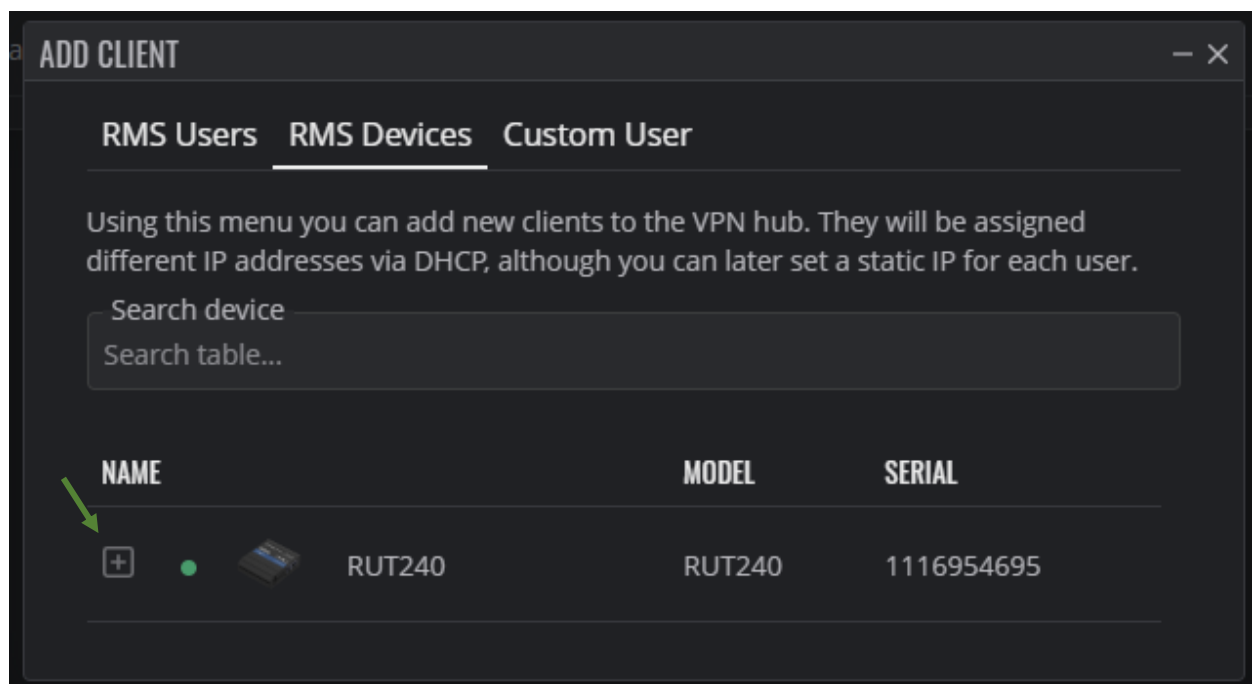 ADD CLIENT
RMS Users RMS Devices Custom User
Using this menu you can add new clients to the VPN hub. They will be assigned
different IP addresses via DHCP, although you can later set a static IP for each user.
Search device
Search table...
NAME MODEL SERIAL
RUT240 RUT240 1116954695